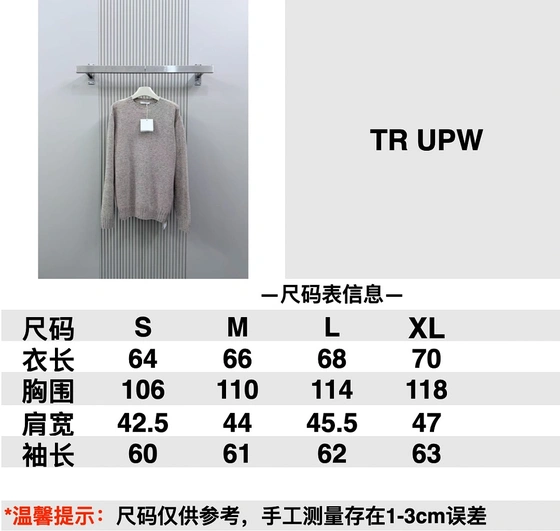 TR UPW
—尺码表信息—
尺码 S M L XL
衣长 64 66 68 70
胸围 106 110 114 118
肩宽 42.5 44 45.5 47
袖长 60 61 62 63
*温馨提示：尺码仅供参考，手工测量存在1-3cm误差